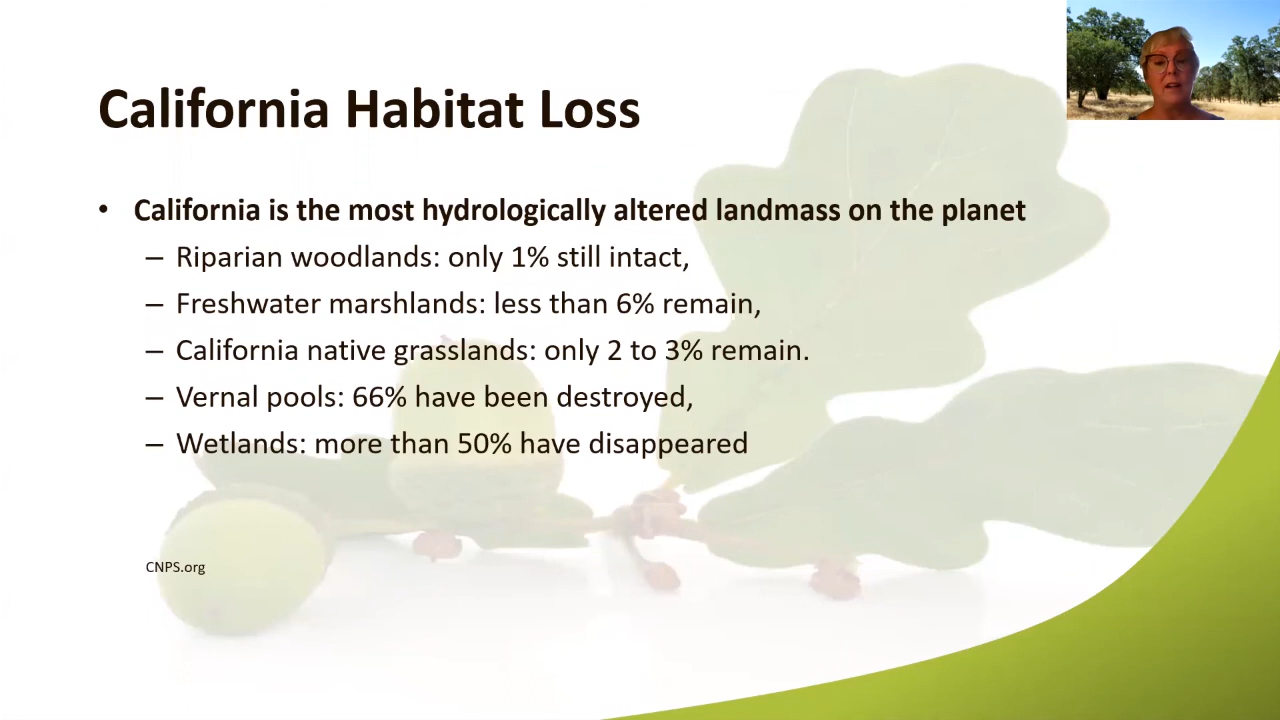 California Habitat Loss
• California is the most hydrologically altered landmass on the planet
– Riparian woodlands: only 1% still intact,
– Freshwater marshlands: less than 6% remain,
– California native grasslands: only 2 to 3% remain.
– Vernal pools: 66% have been destroyed,
– Wetlands: more than 50% have disappeared
CNPS.org